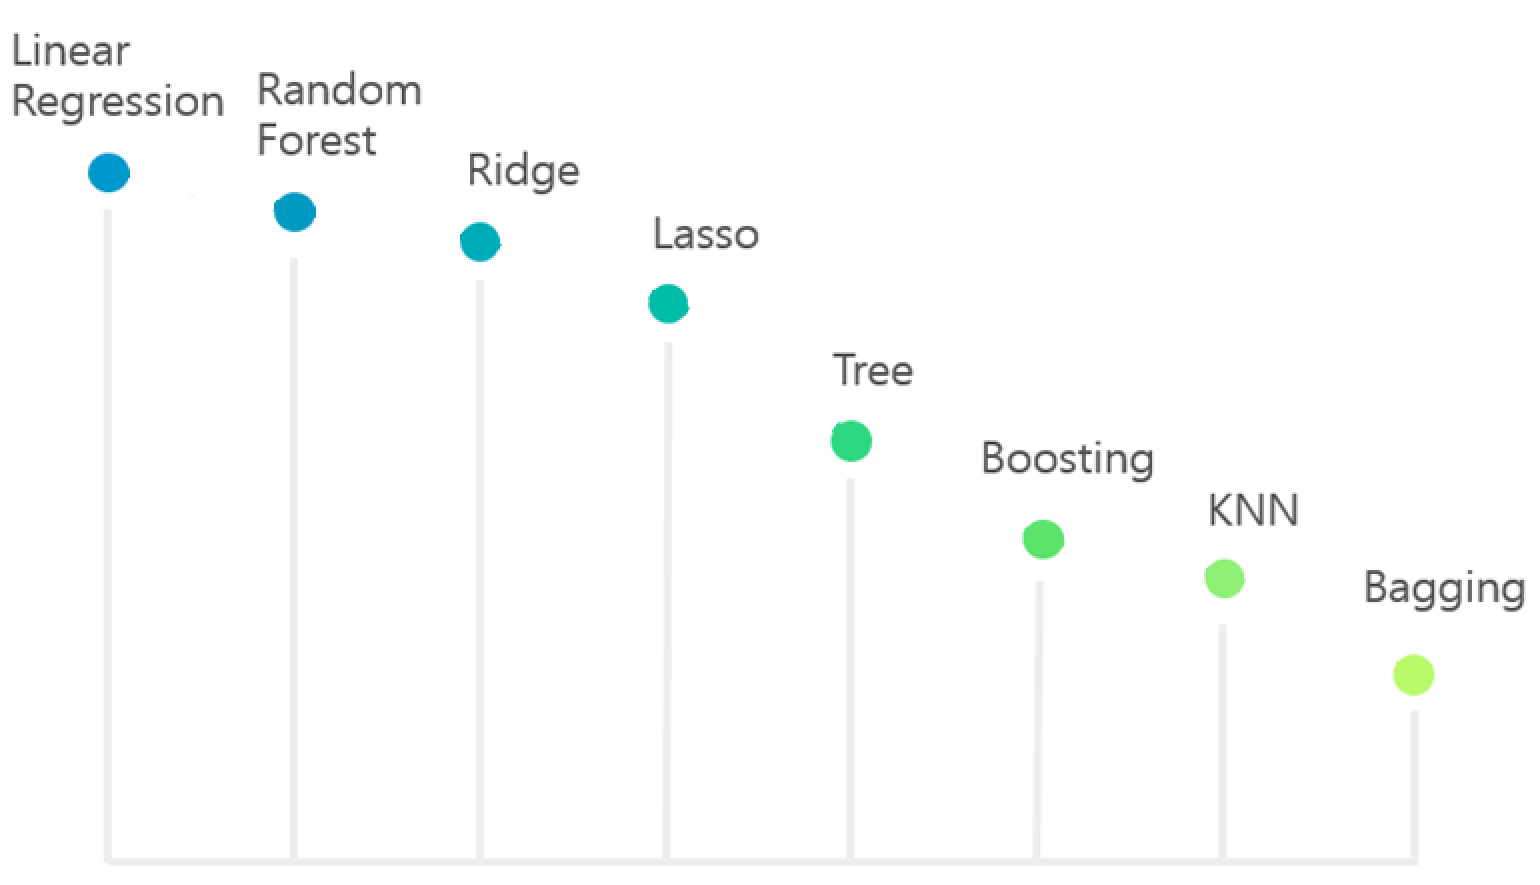 Linear
Regression
Random
Forest
Ridge
Lasso
Tree
Boosting
KNN
Bagging